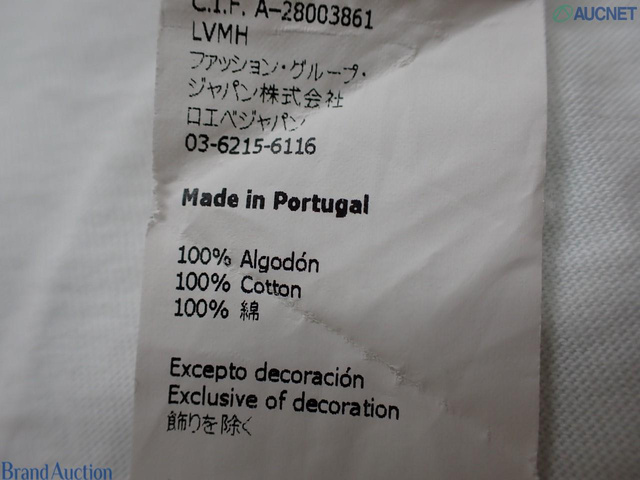 C.I.F. A-28003861
LVMH
ファッション・グループ・
ジャパン株式会社
ロエベジャパン
03-6215-6116
Made in Portugal
100% Algodón
100% Cotton
100% 綿
Excepto decoración
Exclusive of decoration
飾りを除く
AUCNET
Brand Auction